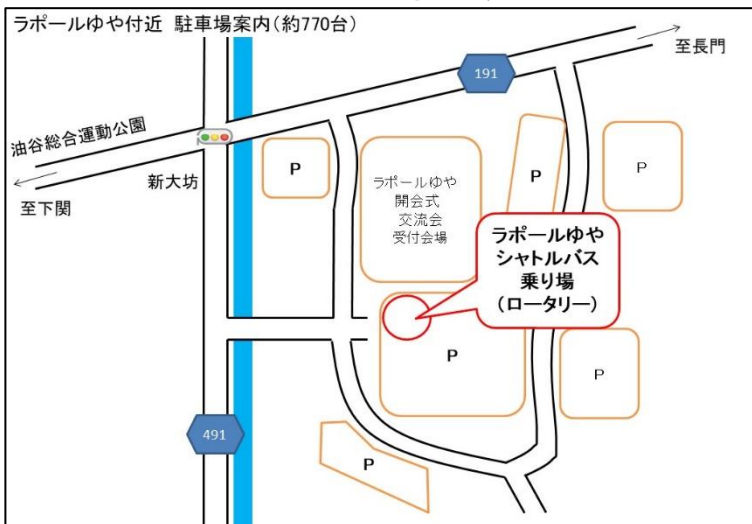 ラポールゆや付近 駐車場案内(約770台)
至長門
191
油谷総合運動公園
新大坊
至下関
P
ラポールゆや
開会式
交流会
受付会場
P
P
ラポールゆや
シャトルバス
乗り場
(ロータリー)
P
P
491
P